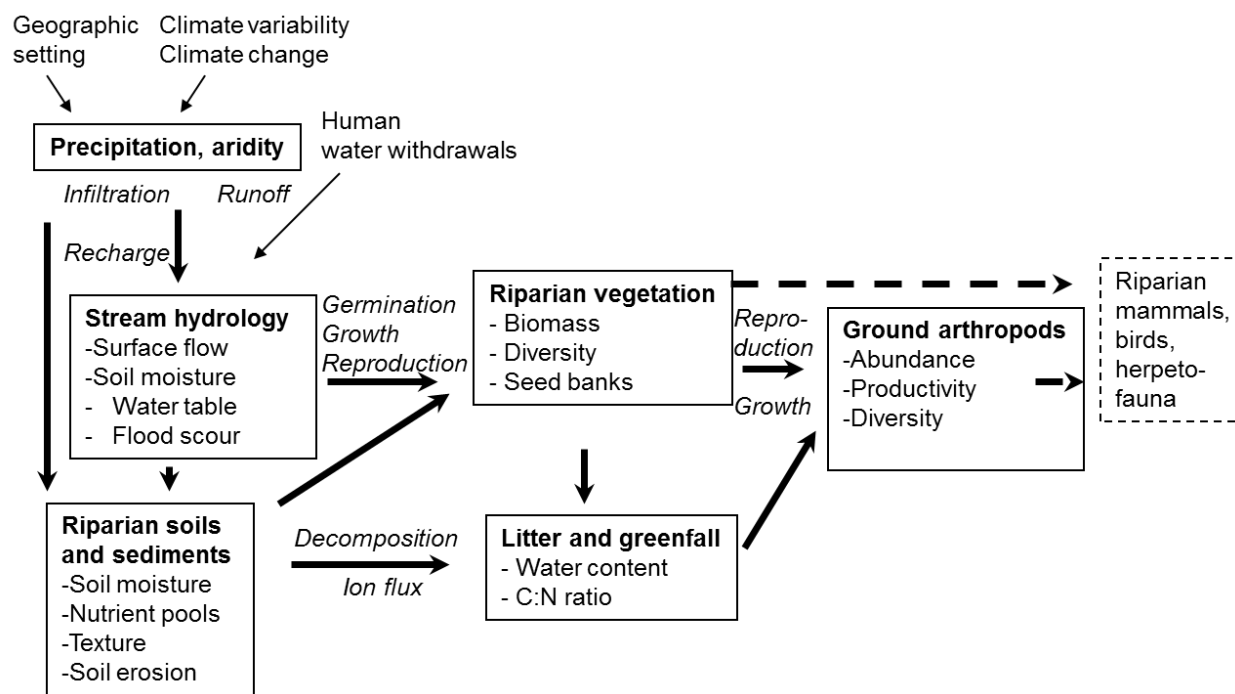 Geographic
setting
Climate variability
Climate change
Precipitation, aridity
Human
water withdrawals
Infiltration
Runoff
Recharge
Stream hydrology
-Surface flow
-Soil moisture
- Water table
- Flood scour
Germination
Growth
Reproduction
Riparian vegetation
- Biomass
- Diversity
- Seed banks
Repro-
duction
Growth
Ground arthropods
-Abundance
-Productivity
-Diversity
Riparian
mammals,
birds,
herpeto-
fauna
Riparian soils
and sediments
-Soil moisture
-Nutrient pools
-Texture
-Soil erosion
Decomposition
Ion flux
Litter and greenfall
- Water content
- C:N ratio